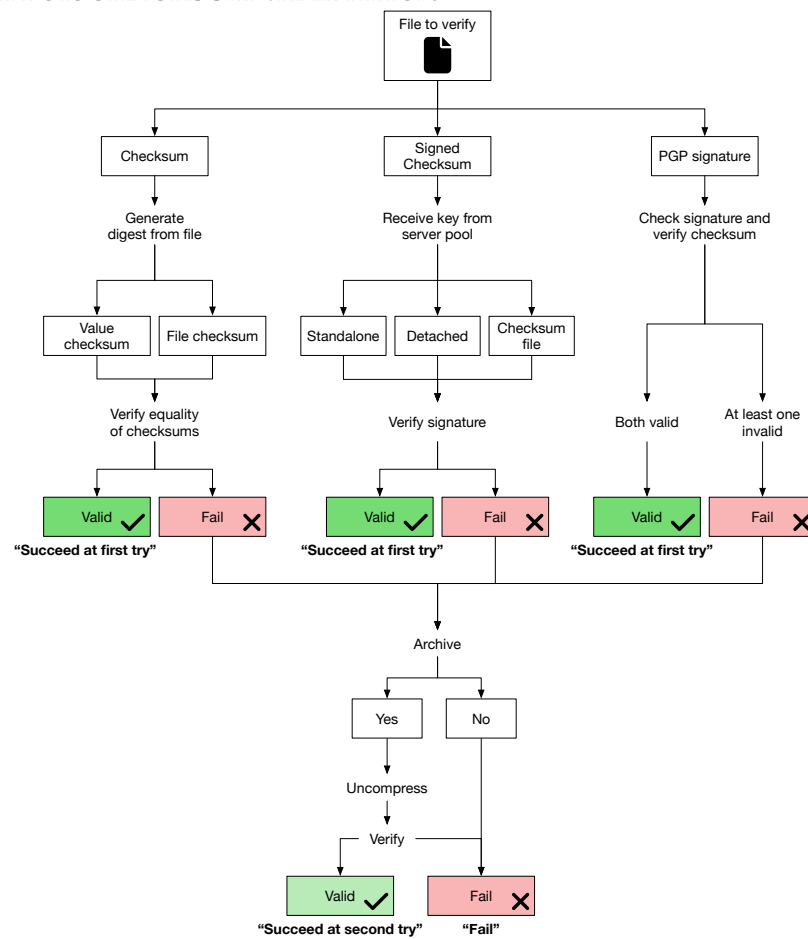 File to verify
Checksum
Signed
Checksum
PGP signature
Generate
digest from file
Receive key from
server pool
Check signature and
verify checksum
Value
checksum
File checksum
Standalone
Detached
Checksum
file
Verify equality
of checksums
Verify signature
Both valid
At least one
invalid
Valid
Fail
Valid
Fail
Valid
Fail
“Succeed at first try”
“Succeed at first try”
“Succeed at first try”
Archive
Yes
No
Uncompress
Verify
Valid
Fail
“Succeed at second try”
“Fail”